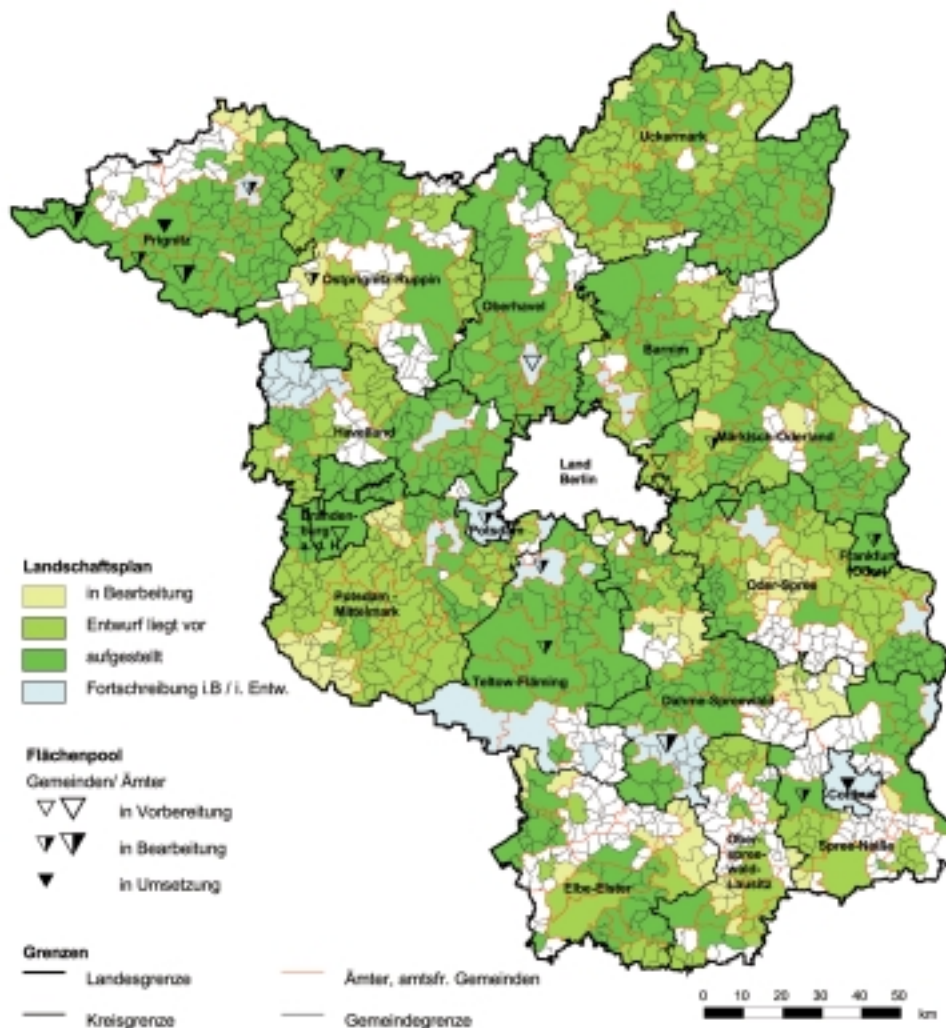 Uckermark
Prignitz
Ostprignitz-Ruppin
Oberhavel
Barnim
Havelland
Märkisch-Oderland
Land
Berlin
Branden-
burg
a. d. H.
Potsdam
Frankfurt
(Oder)
Oder-Spree
Potsdam -
Mittelmark
Teltow-Fläming
Dahme-Spreewald
Cottbus
Ober-
spree-
wald-
Lausitz
Spree-Neiße
Elbe-Elster
Landschaftsplan
in Bearbeitung
Entwurf liegt vor
aufgestellt
Fortschreibung i.B./ i. Entw.
Flächenpool
Gemeinden/ Ämter
in Vorbereitung
in Bearbeitung
in Umsetzung
Grenzen
Landesgrenze
Ämter, amtsfr. Gemeinden
Kreisgrenze
Gemeindegrenze
0 10 20 30 40 50
km